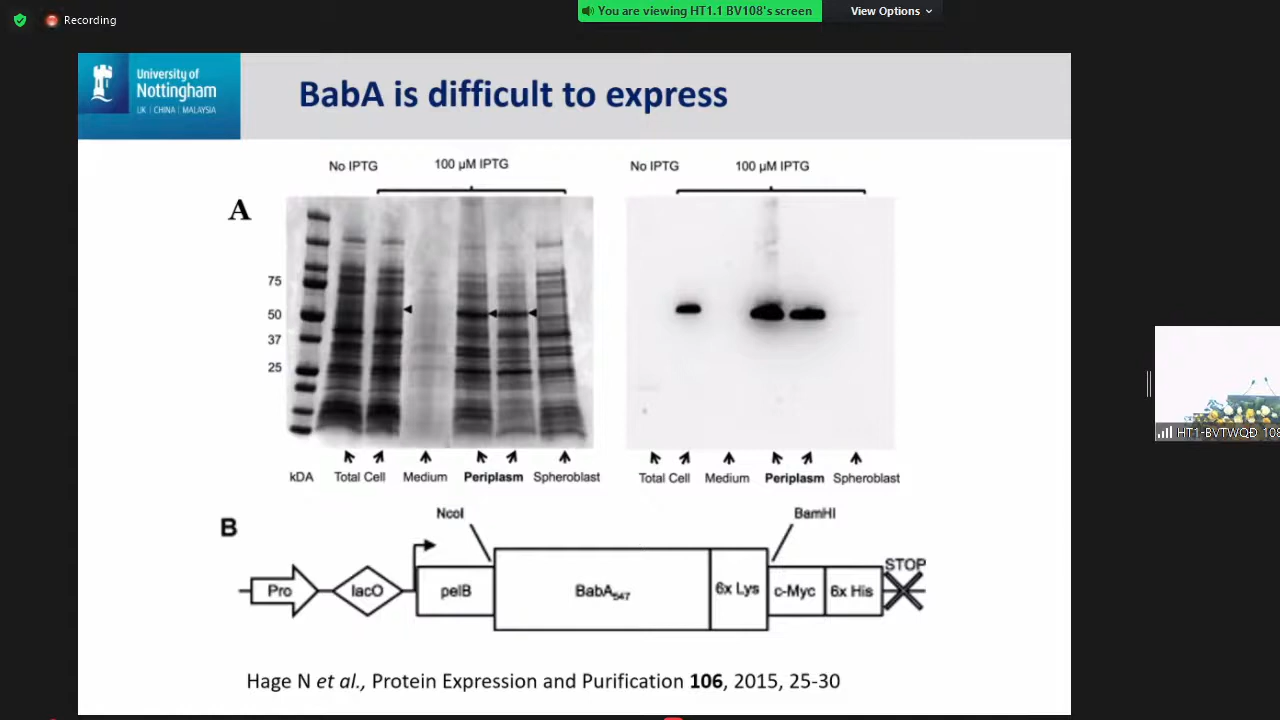 Recording
You are viewing HT1.1 BV108's screen
View Options
University of
Nottingham
UK | CHINA | MALAYSIA
BabA is difficult to express
No IPTG
100 µM IPTG
No IPTG
100 µM IPTG
A
75
50
37
25
kDA
Total Cell
Medium
Periplasm
Spheroblast
Total Cell
Medium
Periplasm
Spheroblast
B
NcoI
BamHI
STOP
Pro
lacO
pelB
BabA547
6x Lys
c-Myc
6x His
Hage N et al., Protein Expression and Purification 106, 2015, 25-30
HT1-BVTWQĐ 108